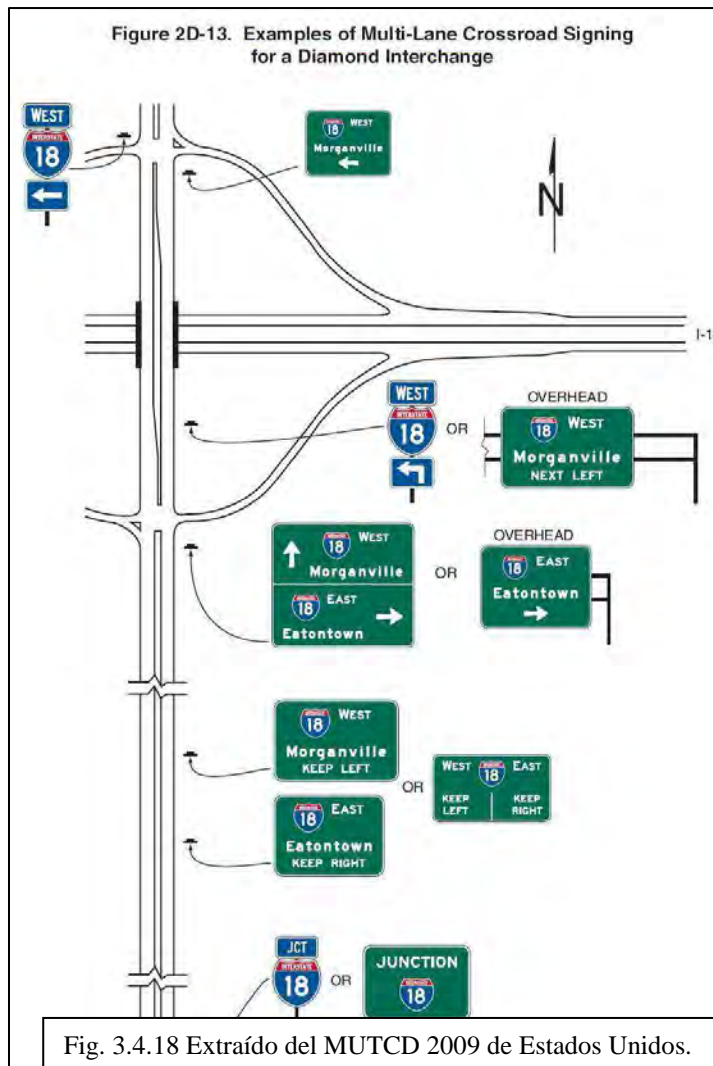 Figure 2D-13. Examples of Multi-Lane Crossroad Signing
for a Diamond Interchange
WEST
INTERSTATE
18
18 WEST
Morganville
N
I-1
WEST
INTERSTATE
18
OR
OVERHEAD
18 WEST
Morganville
NEXT LEFT
18 WEST
Morganville
18 EAST
Eatontown
OR
OVERHEAD
18 EAST
Eatontown
18 WEST
Morganville
KEEP LEFT
OR
WEST 18 EAST
KEEP LEFT
KEEP RIGHT
18 EAST
Eatontown
KEEP RIGHT
JCT
INTERSTATE
18
OR
JUNCTION
18
Fig. 3.4.18 Extraído del MUTCD 2009 de Estados Unidos.